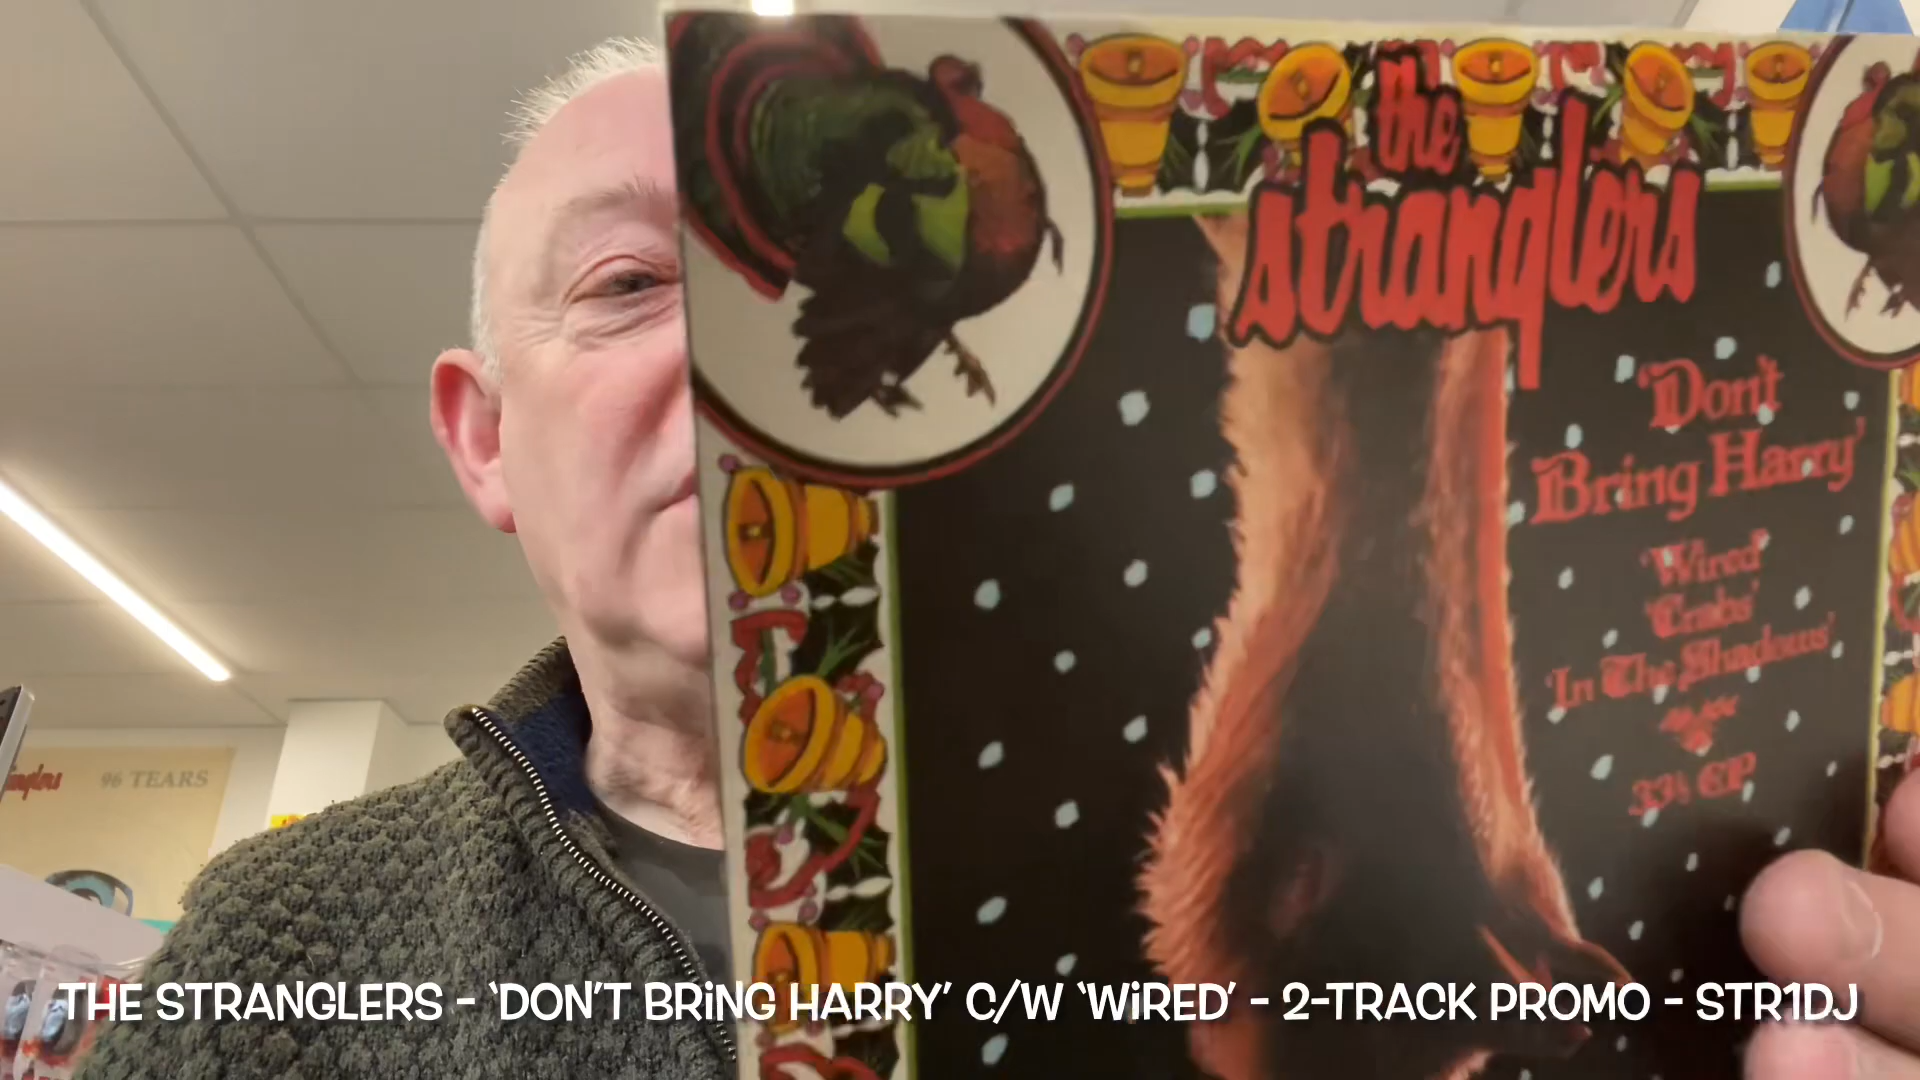 the
stranglers
'Don't
Bring Harry'
'Wired'
'Crabs'
In The Shadows'
33⅓ EP
96 TEARS
THE STRANGLERS - 'DON'T BRING HARRY' C/W 'WIRED' - 2-TRACK PROMO - STR1DJ